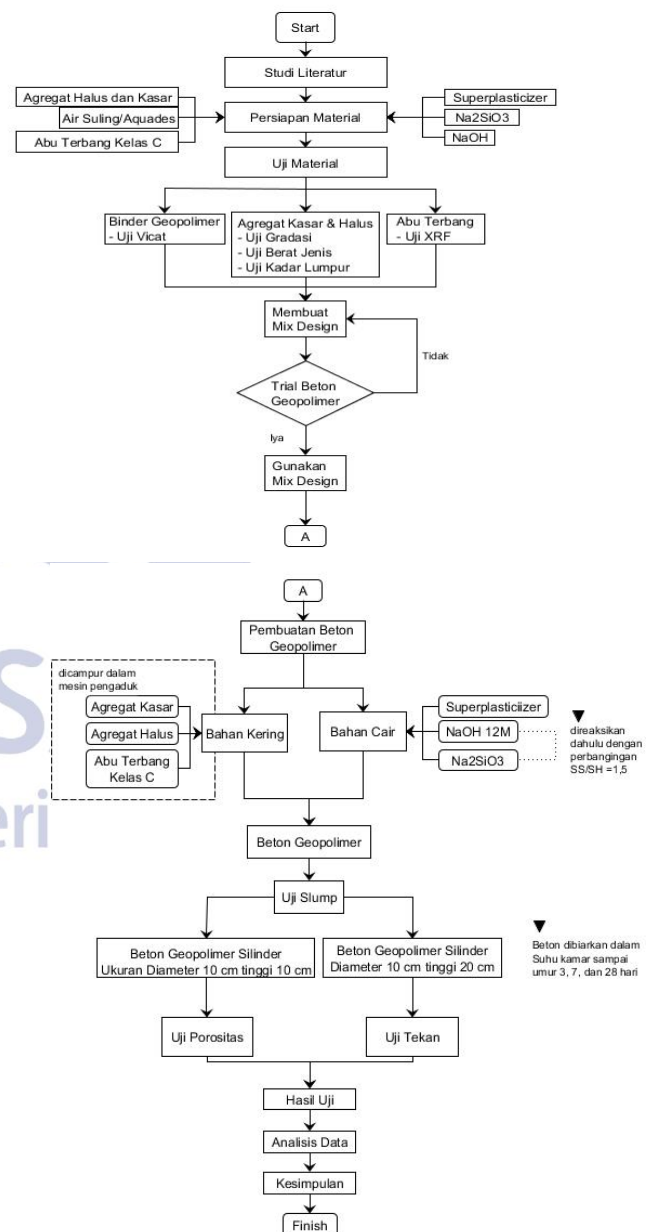 Start
Studi Literatur
Agregat Halus dan Kasar
Air Suling/Aquades
Abu Terbang Kelas C
Persiapan Material
Superplasticizer
Na2SiO3
NaOH
Uji Material
Binder Geopolimer
- Uji Vicat
Agregat Kasar & Halus
- Uji Gradasi
- Uji Berat Jenis
- Uji Kadar Lumpur
Abu Terbang
- Uji XRF
Membuat
Mix Design
Tidak
Trial Beton
Geopolimer
Iya
Gunakan
Mix Design
A
A
Pembuatan Beton
Geopolimer
dicampur dalam
mesin pengaduk
Agregat Kasar
Agregat Halus
Abu Terbang
Kelas C
Bahan Kering
Bahan Cair
Superplasticiizer
NaOH 12M
Na2SiO3
direaksikan
dahulu dengan
perbangingan
SS/SH =1,5
S
eri
Beton Geopolimer
Uji Slump
Beton Geopolimer Silinder
Ukuran Diameter 10 cm tinggi 10 cm
Beton Geopolimer Silinder
Diameter 10 cm tinggi 20 cm
Beton dibiarkan dalam
Suhu kamar sampai
umur 3, 7, dan 28 hari
Uji Porositas
Uji Tekan
Hasil Uji
Analisis Data
Kesimpulan
Finish